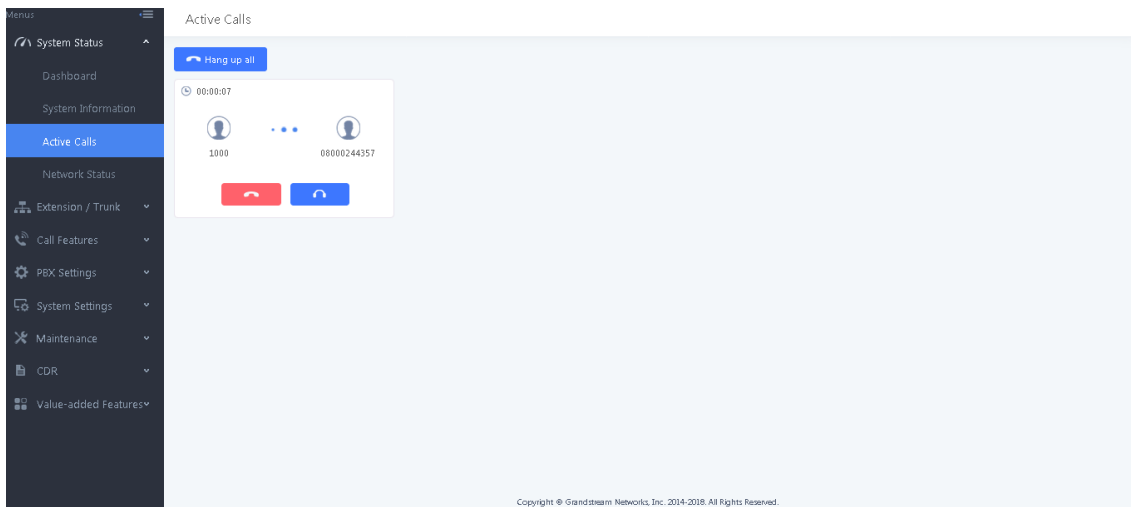 Menus
System Status
Dashboard
System Information
Active Calls
Network Status
Extension / Trunk
Call Features
PBX Settings
System Settings
Maintenance
CDR
Value-added Features
Active Calls
Hang up all
00:00:07
1000
08000244357
Copyright © Grandstream Networks, Inc. 2014-2018. All Rights Reserved.